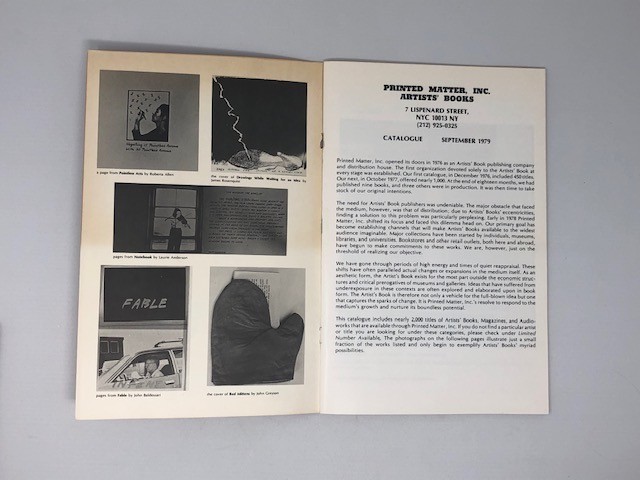 a page from Pointless Acts by Roberta Allen
the cover of Drawings While Waiting for an Idea by
pages from Notebook by Laurie Anderson
FABLE
pages from Fable by John Baldessari
the cover of Red Mittens by John
PRINTED MATTER, INC.
ARTISTS' BOOKS
7 LISPENARD STREET,
NYC 10013 NY
(212) 925-0325
CATALOGUE SEPTEMBER 1979
Printed Matter, Inc. opened its doors in 1976 as an Artists' Book publishing company
and distribution house. The first organization devoted solely to the Artists' Book at
every stage was established. Our first catalogue, in December 1976, included 450 titles.
Our next, in October 1977, offered nearly 1,000. At the end of eighteen months, we had
published nine books, and three others were in production. It was then time to take
stock of our original intentions.
The need for Artists' Book publishers was undeniable. The major obstacle that faced
the medium, however, was that of distribution; due to Artists' Books' eccentricities,
finding a solution to this problem was particularly perplexing. Early in 1978 Printed
Matter, Inc. shifted its focus and faced this dilemma head on. Our primary goal has
become establishing channels that will make Artists' Books available to the widest
audience imaginable. Major collections have been started by individuals, museums,
libraries, and universities. Bookstores and other retail outlets, both here and abroad,
have begun to make commitments to these works. We are, however, just on the
threshold of realizing our objective.
We have gone through periods of high energy and times of quiet reappraisal. These
shifts have often paralleled actual changes or expansions in the medium itself. As an
aesthetic form, the Artist's Book exists for the most part outside the economic struc-
tures and critical prerogatives of museums and galleries. Ideas that have suffered from
underexposure in these contexts are often explored and elaborated upon in book
form. The Artist's Book is therefore not only a vehicle for the full-blown idea but one
that captures the sparks of change. It is Printed Matter, Inc.'s resolve to respond to the
medium's growth and nurture its boundless potential.
This catalogue includes nearly 2,000 titles of Artists' Books, Magazines, and Audio-
works that are available through Printed Matter, Inc. If you do not find a particular artist
or title you are looking for under these categories, please check under Limited
Number Available. The photographs on the following pages illustrate just a small
fraction of the works listed and only begin to exemplify Artists' Books' myriad
possibilities.